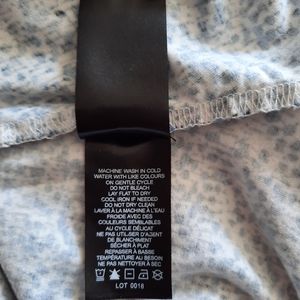 MACHINE WASH IN COLD
WATER WITH LIKE COLOURS
ON GENTLE CYCLE
DO NOT BLEACH
LAY FLAT TO DRY
COOL IRON IF NEEDED
DO NOT DRY CLEAN
LAVER À LA MACHINE À L'EAU
FROIDE AVEC DES
COULEURS SEMBLABLES
AU CYCLE DÉLICAT
NE PAS UTILISER D'AGENT
DE BLANCHIMENT
SÉCHER À PLAT
REPASSER À BASSE
TEMPÉRATURE AU BESOIN
NE PAS NETTOYER À SEC
LOT 0018